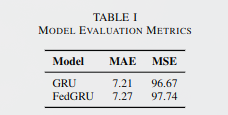 TABLE I
MODEL EVALUATION METRICS
Model MAE MSE
GRU 7.21 96.67
FedGRU 7.27 97.74